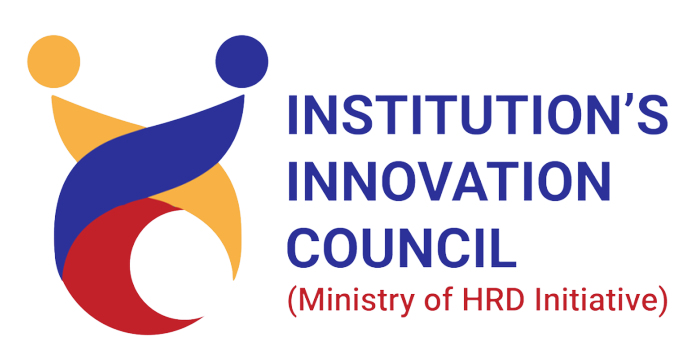 INSTITUTION’S
INNOVATION
COUNCIL
(Ministry of HRD Initiative)